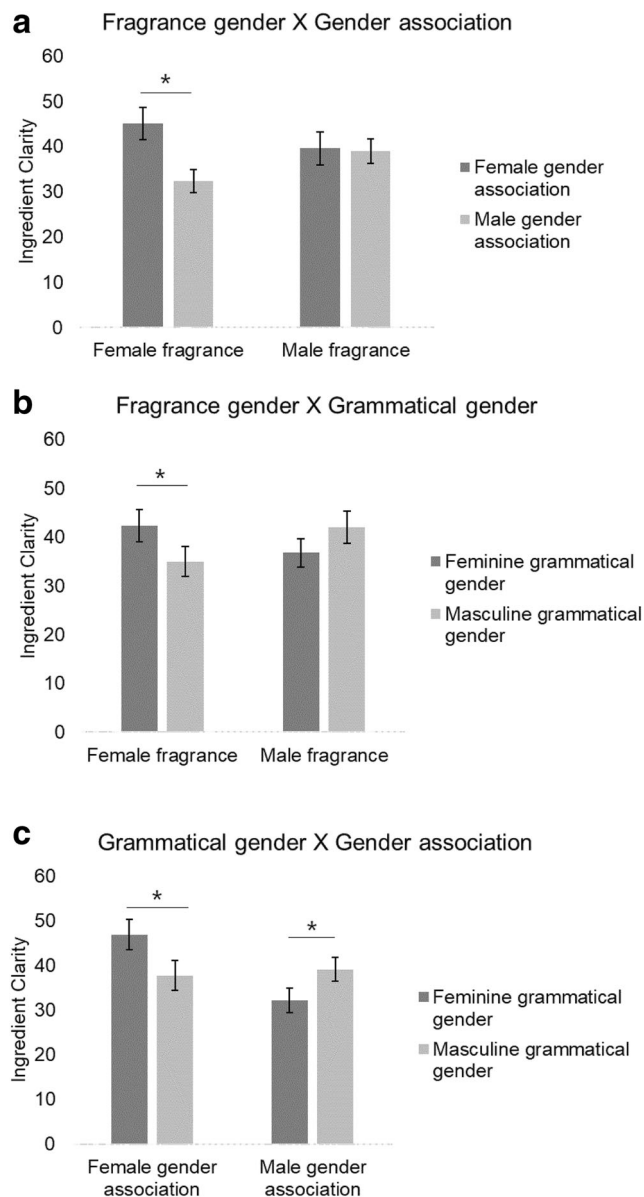 a
Fragrance gender X Gender association
60
50
40
30
20
10
0
Ingredient Clarity
*
Female fragrance
Male fragrance
Female gender
association
Male gender
association
b
Fragrance gender X Grammatical gender
60
50
40
30
20
10
0
Ingredient Clarity
*
Female fragrance
Male fragrance
Feminine grammatical
gender
Masculine grammatical
gender
c
Grammatical gender X Gender association
60
50
40
30
20
10
0
Ingredient Clarity
*
*
Female gender
association
Male gender
association
Feminine grammatical
gender
Masculine grammatical
gender